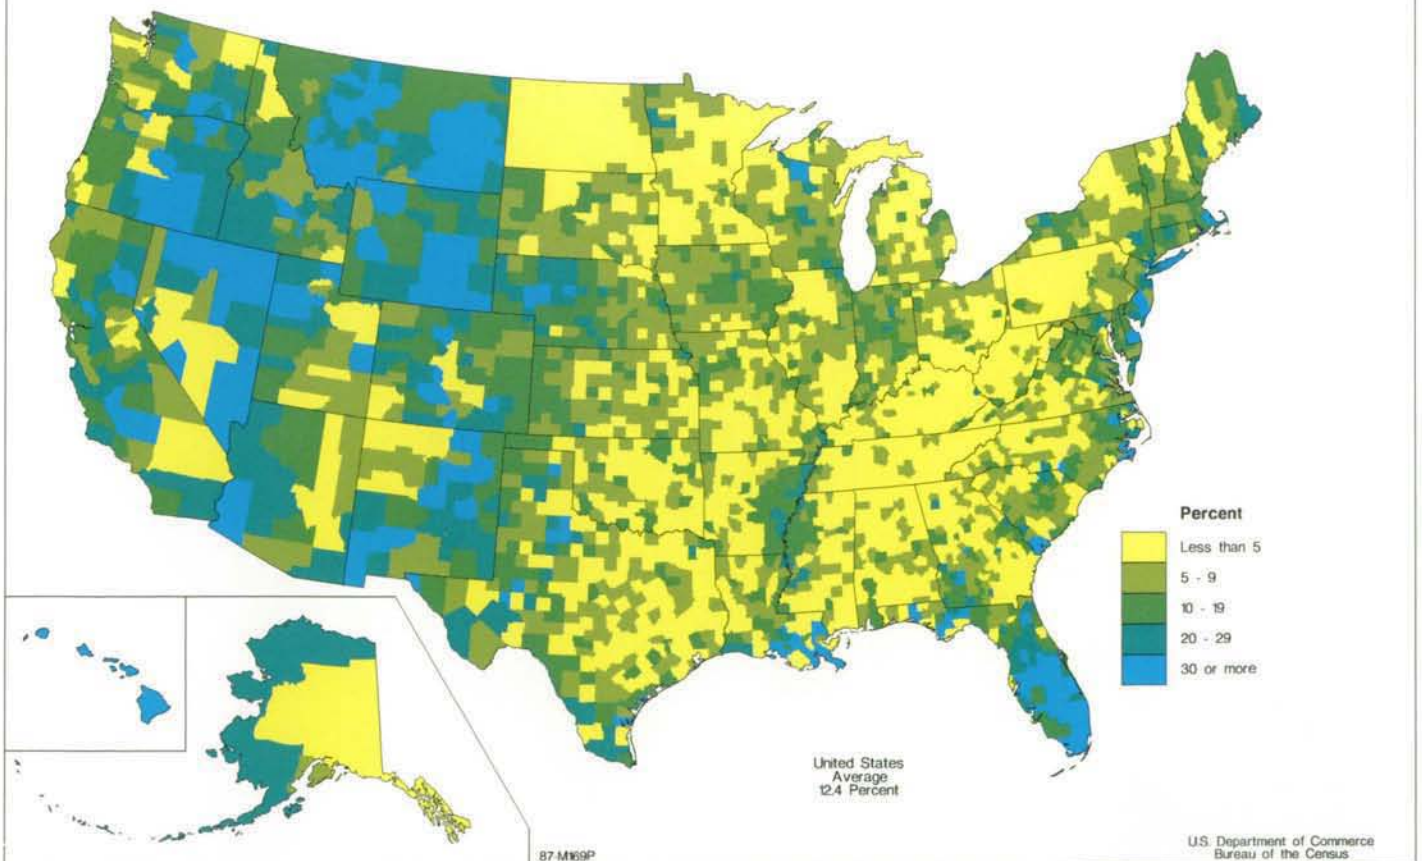 Percent
Less than 5
5 - 9
10 - 19
20 - 29
30 or more
United States
Average
12.4 Percent
87-M169P
U.S. Department of Commerce
Bureau of the Census